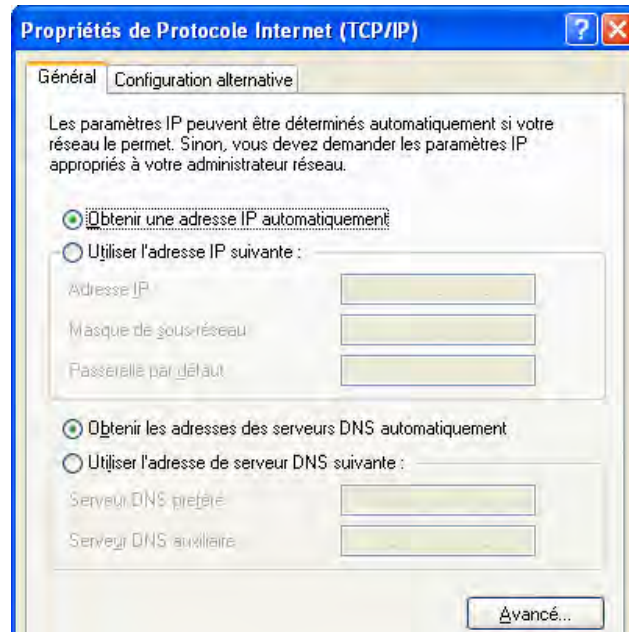 Propriétés de Protocole Internet (TCP/IP)
Général
Configuration alternative
Les paramètres IP peuvent être déterminés automatiquement si votre
réseau le permet. Sinon, vous devez demander les paramètres IP
appropriés à votre administrateur réseau.
Obtenir une adresse IP automatiquement
Utiliser l'adresse IP suivante :
Adresse IP
Masque de sous-réseau
Passerelle par défaut
Obtenir les adresses des serveurs DNS automatiquement
Utiliser l'adresse de serveur DNS suivante :
Serveur DNS préféré
Serveur DNS auxiliaire
Avancé...